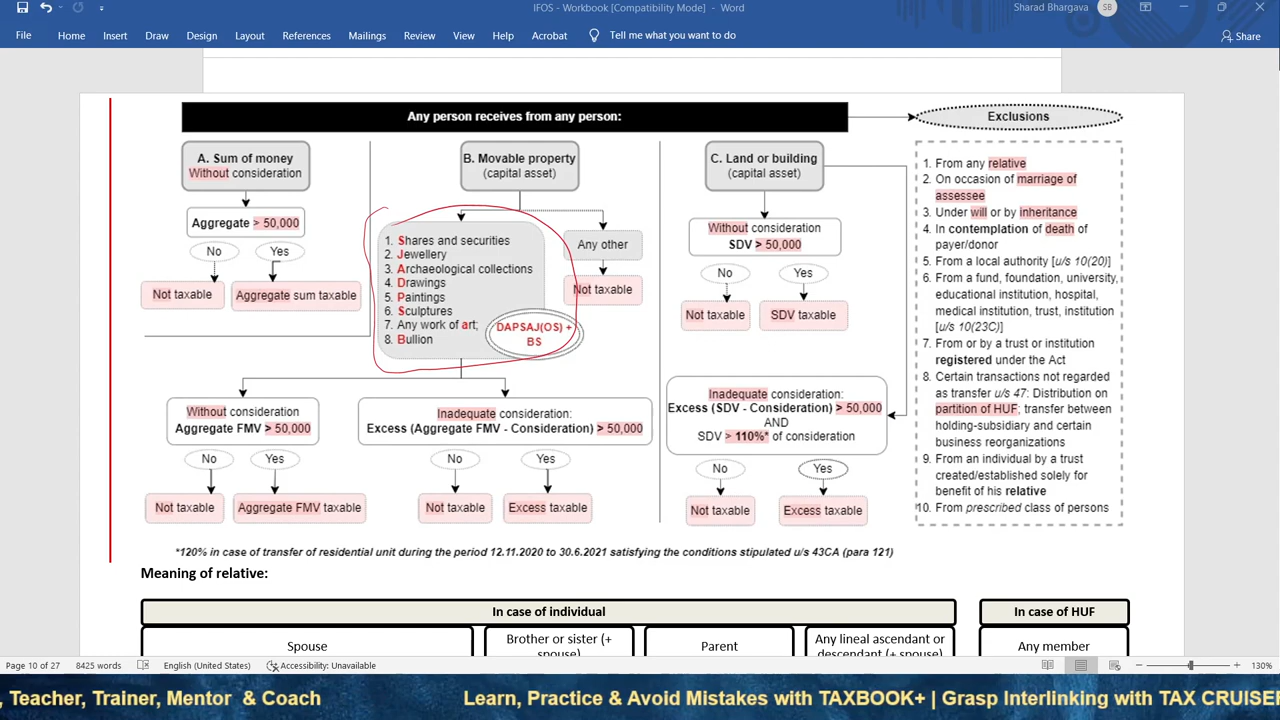 IFOS - Workbook [Compatibility Mode] - Word
Sharad Bhargava
SB
File Home Insert Draw Design Layout References Mailings Review View Help Acrobat Tell me what you want to do
Share
Any person receives from any person:
Exclusions
A. Sum of money
Without consideration
Aggregate > 50,000
No
Yes
Not taxable
Aggregate sum taxable
B. Movable property
(capital asset)
1. Shares and securities
2. Jewellery
3. Archaeological collections
4. Drawings
5. Paintings
6. Sculptures
7. Any work of art;
8. Bullion
DAPSAJ(OS) +
BS
Any other
Not taxable
Without consideration
Aggregate FMV > 50,000
No
Yes
Not taxable
Aggregate FMV taxable
Inadequate consideration:
Excess (Aggregate FMV - Consideration) > 50,000
No
Yes
Not taxable
Excess taxable
C. Land or building
(capital asset)
Without consideration
SDV > 50,000
No
Yes
Not taxable
SDV taxable
Inadequate consideration:
Excess (SDV - Consideration) > 50,000
AND
SDV > 110%* of consideration
No
Yes
Not taxable
Excess taxable
1. From any relative
2. On occasion of marriage of
assessee
3. Under will or by inheritance
4. In contemplation of death of
payer/donor
5. From a local authority [u/s 10(20)]
6. From a fund, foundation, university,
educational institution, hospital,
medical institution, trust, institution
[u/s 10(23C)]
7. From or by a trust or institution
registered under the Act
8. Certain transactions not regarded
as transfer u/s 47: Distribution on
partition of HUF; transfer between
holding-subsidiary and certain
business reorganizations
9. From an individual by a trust
created/established solely for
benefit of his relative
10. From prescribed class of persons
*120% in case of transfer of residential unit during the period 12.11.2020 to 30.6.2021 satisfying the conditions stipulated u/s 43CA (para 121)
Meaning of relative:
In case of individual
In case of HUF
Spouse
Brother or sister (+
spouse)
Parent
Any lineal ascendant or
descendant (+ spouse)
Any member
Page 10 of 27 8425 words English (United States) Accessibility: Unavailable
130%
, Teacher, Trainer, Mentor & Coach
Learn, Practice & Avoid Mistakes with TAXBOOK+ | Grasp Interlinking with TAX CRUISER